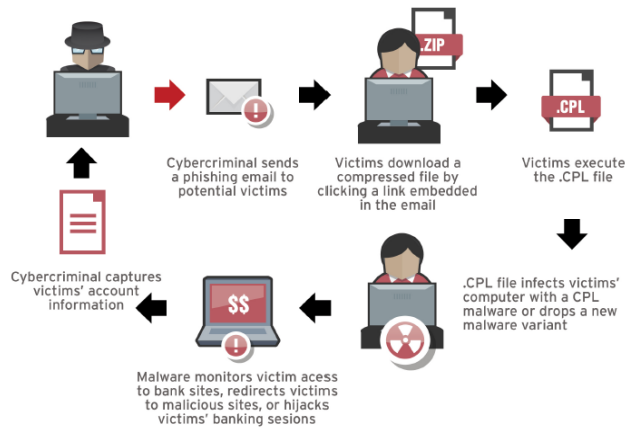 .ZIP
.CPL
Cybercriminal sends
a phishing email to
potential victims
Victims download a
compressed file by
clicking a link embedded
in the email
Victims execute
the .CPL file
.CPL file infects victims'
computer with a CPL
malware or drops a new
malware variant
$$
Malware monitors victim acess
to bank sites, redirects victims
to malicious sites, or hijacks
victims' banking sesions
Cybercriminal captures
victims' account
information